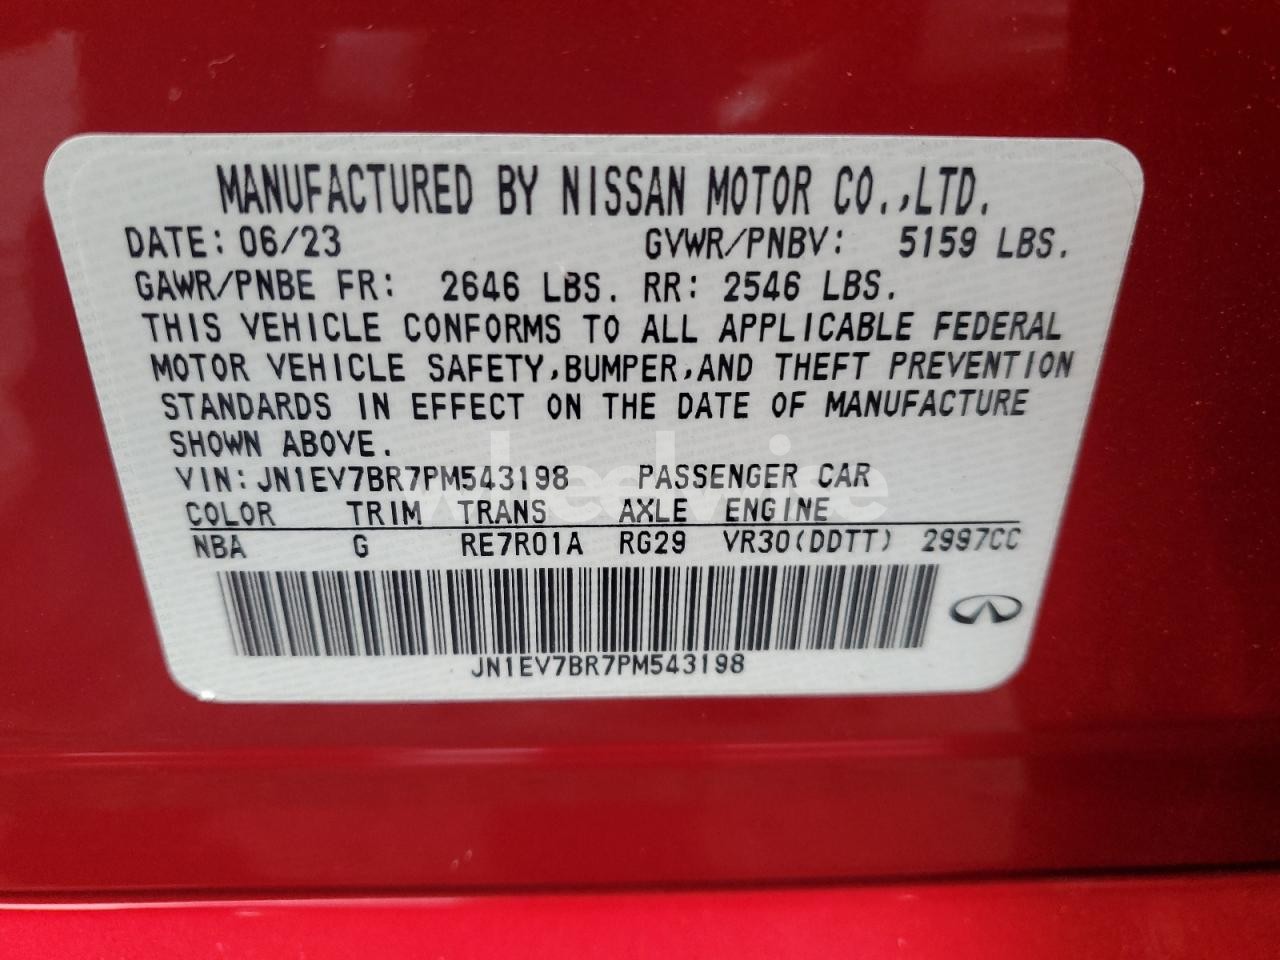 MANUFACTURED BY NISSAN MOTOR CO.,LTD.
DATE: 06/23 GVWR/PNBV: 5159 LBS.
GAWR/PNBE FR: 2646 LBS. RR: 2546 LBS.
THIS VEHICLE CONFORMS TO ALL APPLICABLE FEDERAL
MOTOR VEHICLE SAFETY,BUMPER,AND THEFT PREVENTION
STANDARDS IN EFFECT ON THE DATE OF MANUFACTURE
SHOWN ABOVE.
VIN: JN1EV7BR7PM543198 PASSENGER CAR
COLOR TRIM TRANS AXLE ENGINE
NBA G RE7R01A RG29 VR30(DDTT) 2997CC
JN1EV7BR7PM543198